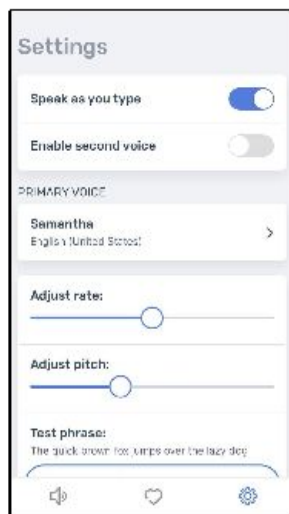 Settings
Speak as you type
Enable second voice
PRIMARY VOICE
Samantha
English (United States)
Adjust rate:
Adjust pitch:
Test phrase:
The quick brown fox jumps over the lazy dog